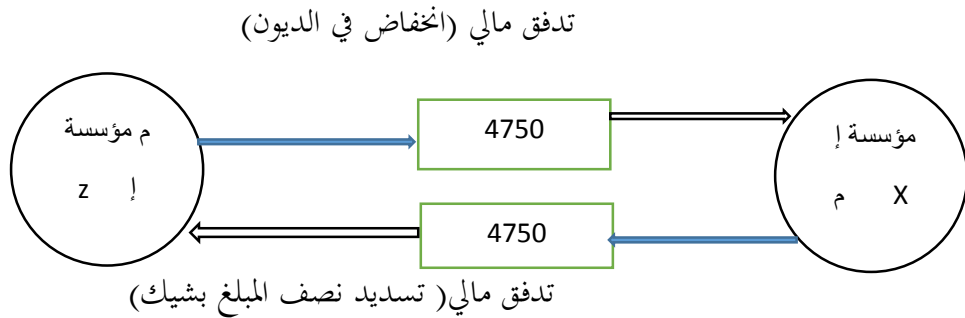 تدفق مالي (انخفاض في الديون)
مؤسسة إ
X م
4750
م مؤسسة
إ z
4750
تدفق مالي( تسديد نصف المبلغ بشيك)